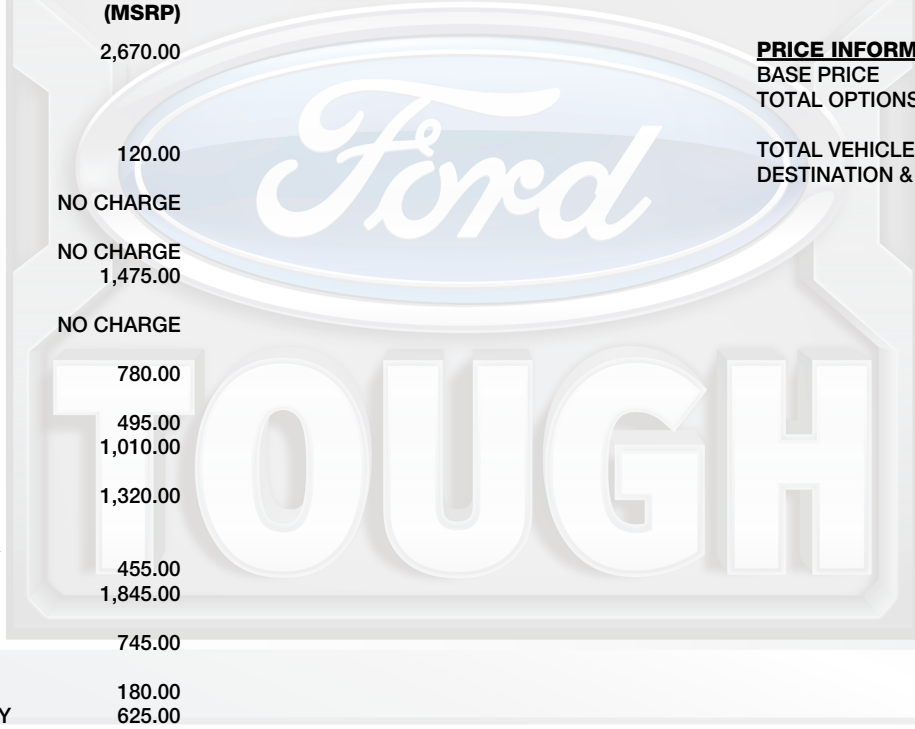 (MSRP)
2,670.00
120.00
NO CHARGE
NO CHARGE
1,475.00
NO CHARGE
780.00
495.00
1,010.00
1,320.00
455.00
1,845.00
745.00
180.00
Y 625.00
PRICE INFORM
BASE PRICE
TOTAL OPTIONS
TOTAL VEHICLE
DESTINATION &
Ford
TOUGH